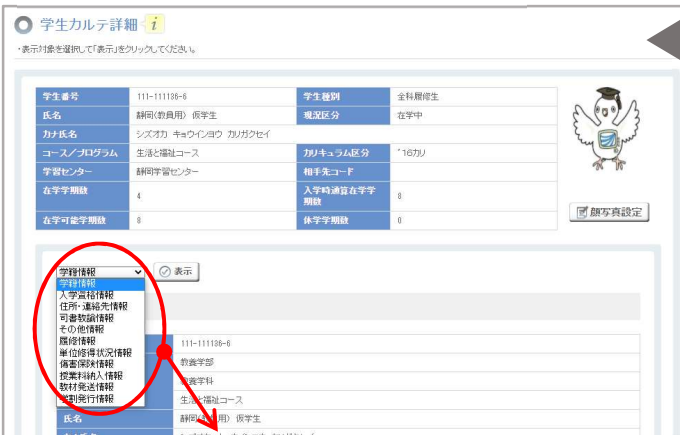 学生カルテ詳細 i
・表示対象を選択して「表示」をクリックしてください。
学生番号 111-111136-6 学生種別 全科履修生
氏名 静岡(教員用) 仮学生 現況区分 在学中
カナ氏名 シズオカ キョウインヨウ カリガクセイ
コース/プログラム 生活と福祉コース カリキュラム区分 '16カリ
学習センター 静岡学習センター 相手先コード
在学学期数 4 入学時通算在学学期数 8
在学可能学期数 8 休学学期数 0
顔写真設定
学籍情報 表示
学籍情報
入学資格情報
住所・連絡先情報
司書教諭情報
その他情報
履修情報
単位修得状況情報
傷害保険情報
授業料納入情報
教材発送情報
学割発行情報
111-111136-6
教養学部
教養学科
生活と福祉コース
氏名 静岡(教員用) 仮学生